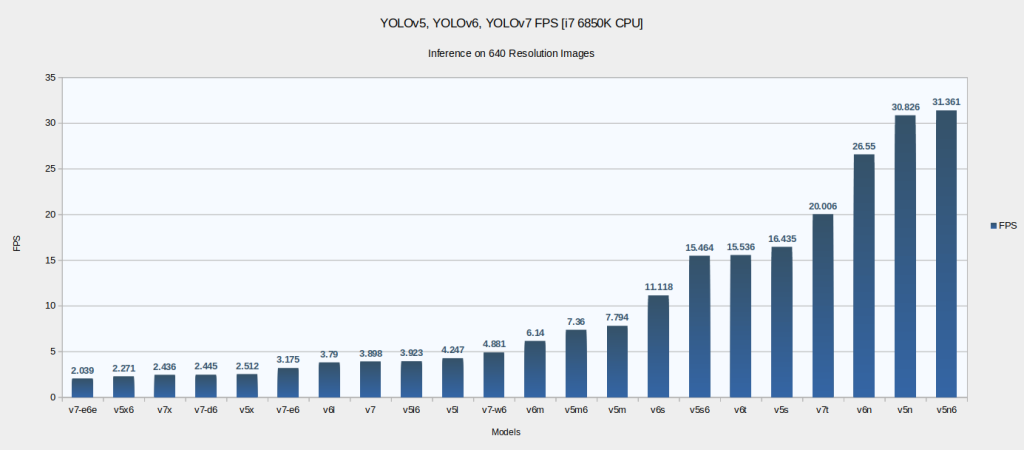 YOLOv5, YOLOv6, YOLOv7 FPS [i7 6850K CPU]
Inference on 640 Resolution Images
35
30
25
20
15
10
5
0
FPS
2.039 2.271 2.436 2.445 2.512 3.175 3.79 3.898 3.923 4.247 4.881 6.14 7.36 7.794 11.118 15.464 15.536 16.435 20.006 26.55 30.826 31.361
v7-e6e v5x6 v7x v7-d6 v5x v7-e6 v6l v7 v5l6 v5l v7-w6 v6m v5m6 v5m v6s v5s6 v6t v5s v7t v6n v5n v5n6
Models
FPS